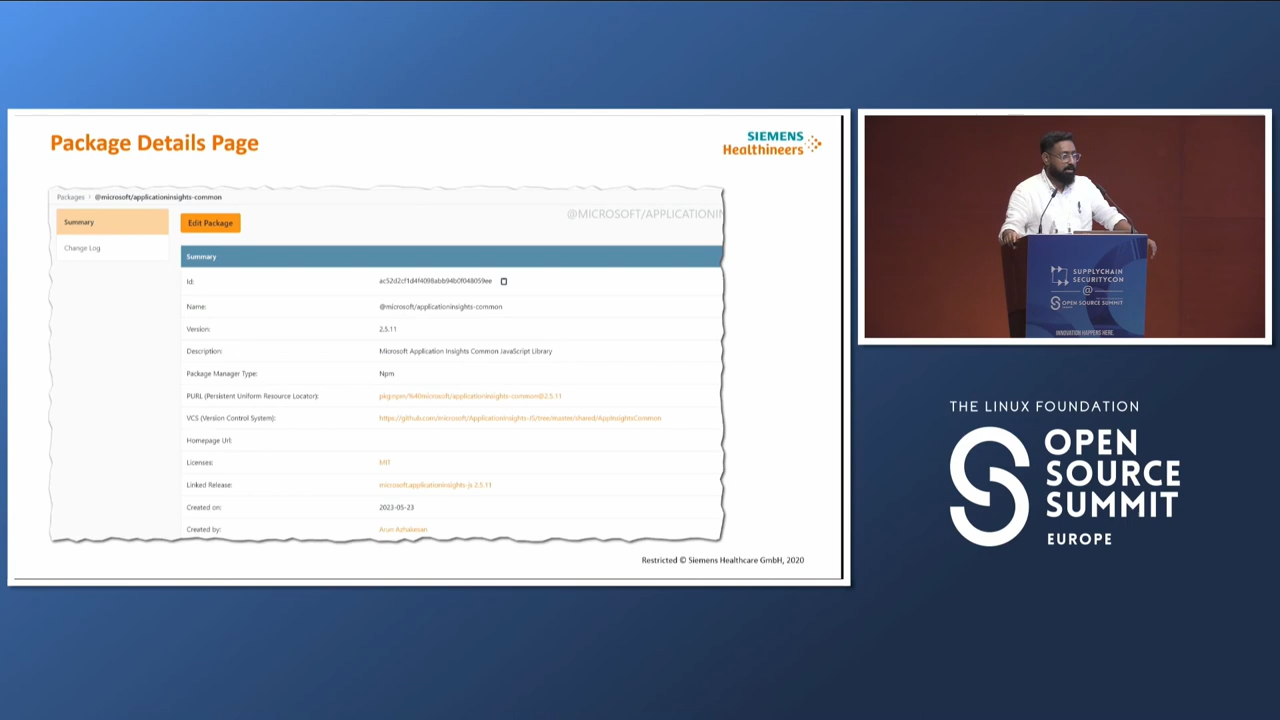 Package Details Page
SIEMENS
Healthineers
Packages > @microsoft/applicationinsights-common
Summary
Change Log
Edit Package
@MICROSOFT/APPLICATIONIN
Summary
Id: ac52d2cf1d4f4098abb94b0f048059ee
Name: @microsoft/applicationinsights-common
Version: 2.5.11
Description: Microsoft Application Insights Common JavaScript Library
Package Manager Type: Npm
PURL (Persistent Uniform Resource Locator): pkg:npm/%40microsoft/applicationinsights-common@2.5.11
VCS (Version Control System): https://github.com/microsoft/ApplicationInsights-JS/tree/master/shared/AppInsightsCommon
Homepage Url:
Licenses: MIT
Linked Release: microsoft.applicationinsights-js 2.5.11
Created on: 2023-05-23
Created by: Arun Azhakesan
Restricted © Siemens Healthcare GmbH, 2020
SUPPLYCHAIN
SECURITYCON
@
OPEN SOURCE SUMMIT
INNOVATION HAPPENS HERE.
THE LINUX FOUNDATION
OPEN
SOURCE
SUMMIT
EUROPE